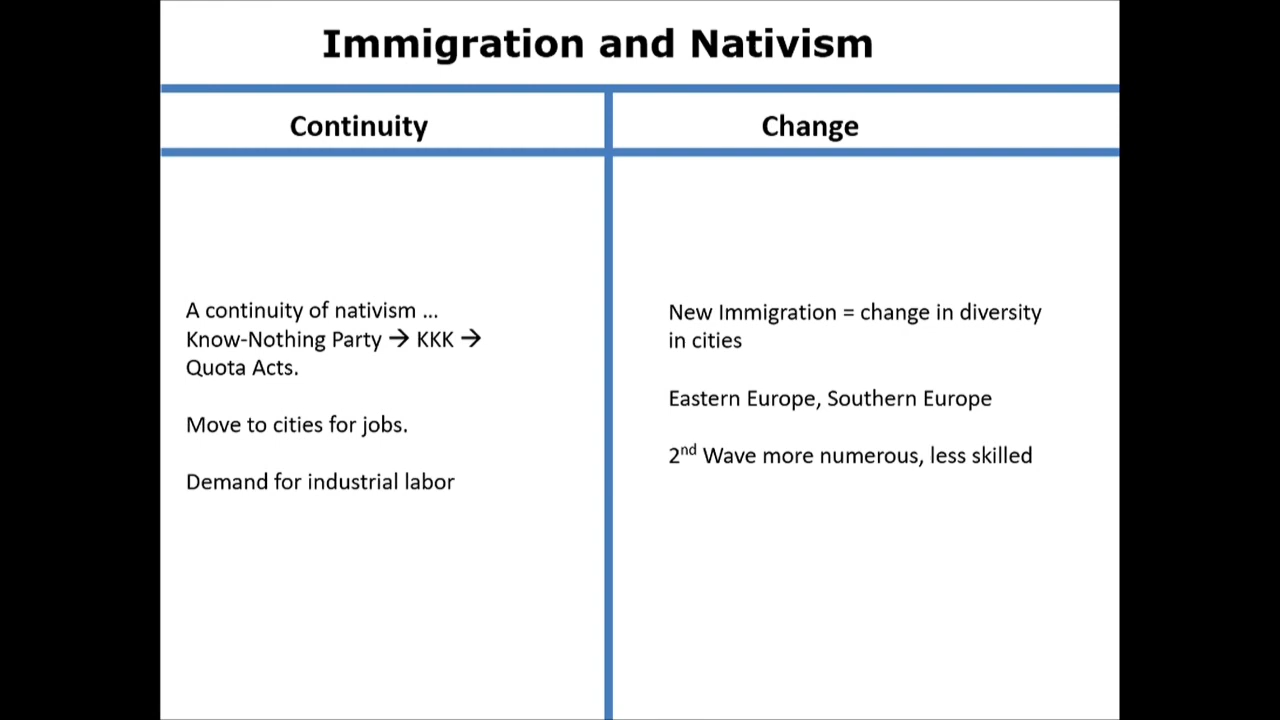 Immigration and Nativism
Continuity
Change
A continuity of nativism ...
Know-Nothing Party → KKK →
Quota Acts.
Move to cities for jobs.
Demand for industrial labor
New Immigration = change in diversity
in cities
Eastern Europe, Southern Europe
2nd Wave more numerous, less skilled